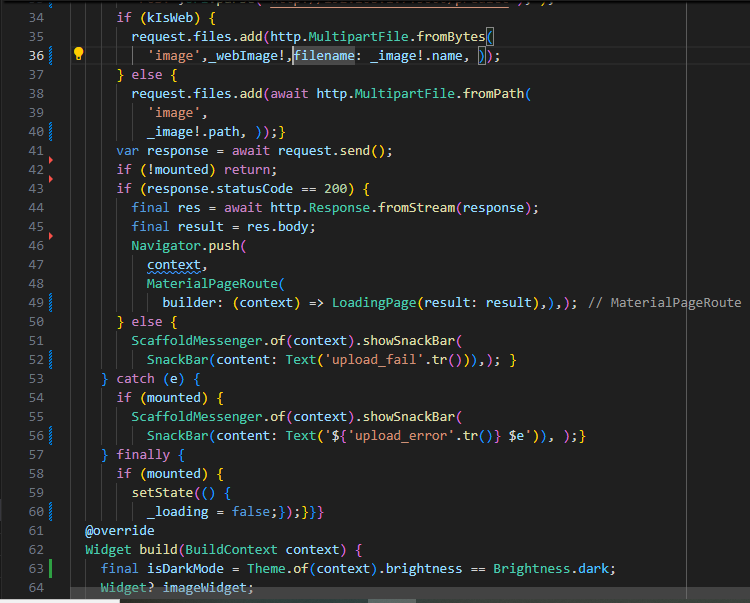 34 if (kIsWeb) {
35 request.files.add(http.MultipartFile.fromBytes(
36 'image',_webImage!,filename: _image!.name, ));
37 } else {
38 request.files.add(await http.MultipartFile.fromPath(
39 'image',
40 _image!.path, ));}
41 var response = await request.send();
42 if (!mounted) return;
43 if (response.statusCode == 200) {
44 final res = await http.Response.fromStream(response);
45 final result = res.body;
46 Navigator.push(
47 context,
48 MaterialPageRoute(
49 builder: (context) => LoadingPage(result: result),),); // MaterialPageRoute
50 } else {
51 ScaffoldMessenger.of(context).showSnackBar(
52 SnackBar(content: Text('upload_fail'.tr())),); }
53 } catch (e) {
54 if (mounted) {
55 ScaffoldMessenger.of(context).showSnackBar(
56 SnackBar(content: Text('${'upload_error'.tr()} $e')), );}
57 } finally {
58 if (mounted) {
59 setState(() {
60 _loading = false;});}}}
61 @override
62 Widget build(BuildContext context) {
63 final isDarkMode = Theme.of(context).brightness == Brightness.dark;
64 Widget? imageWidget;